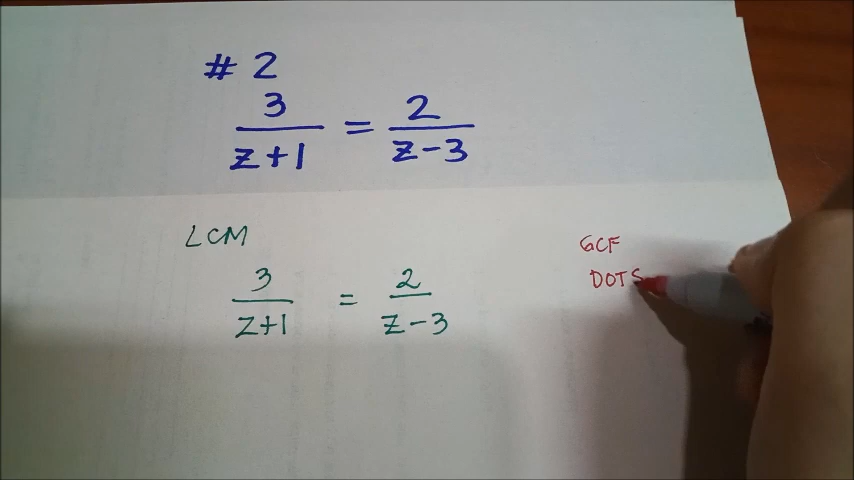 # 2
3/(z+1) = 2/(z-3)
LCM
3/(z+1) = 2/(z-3)
GCF
DOTS